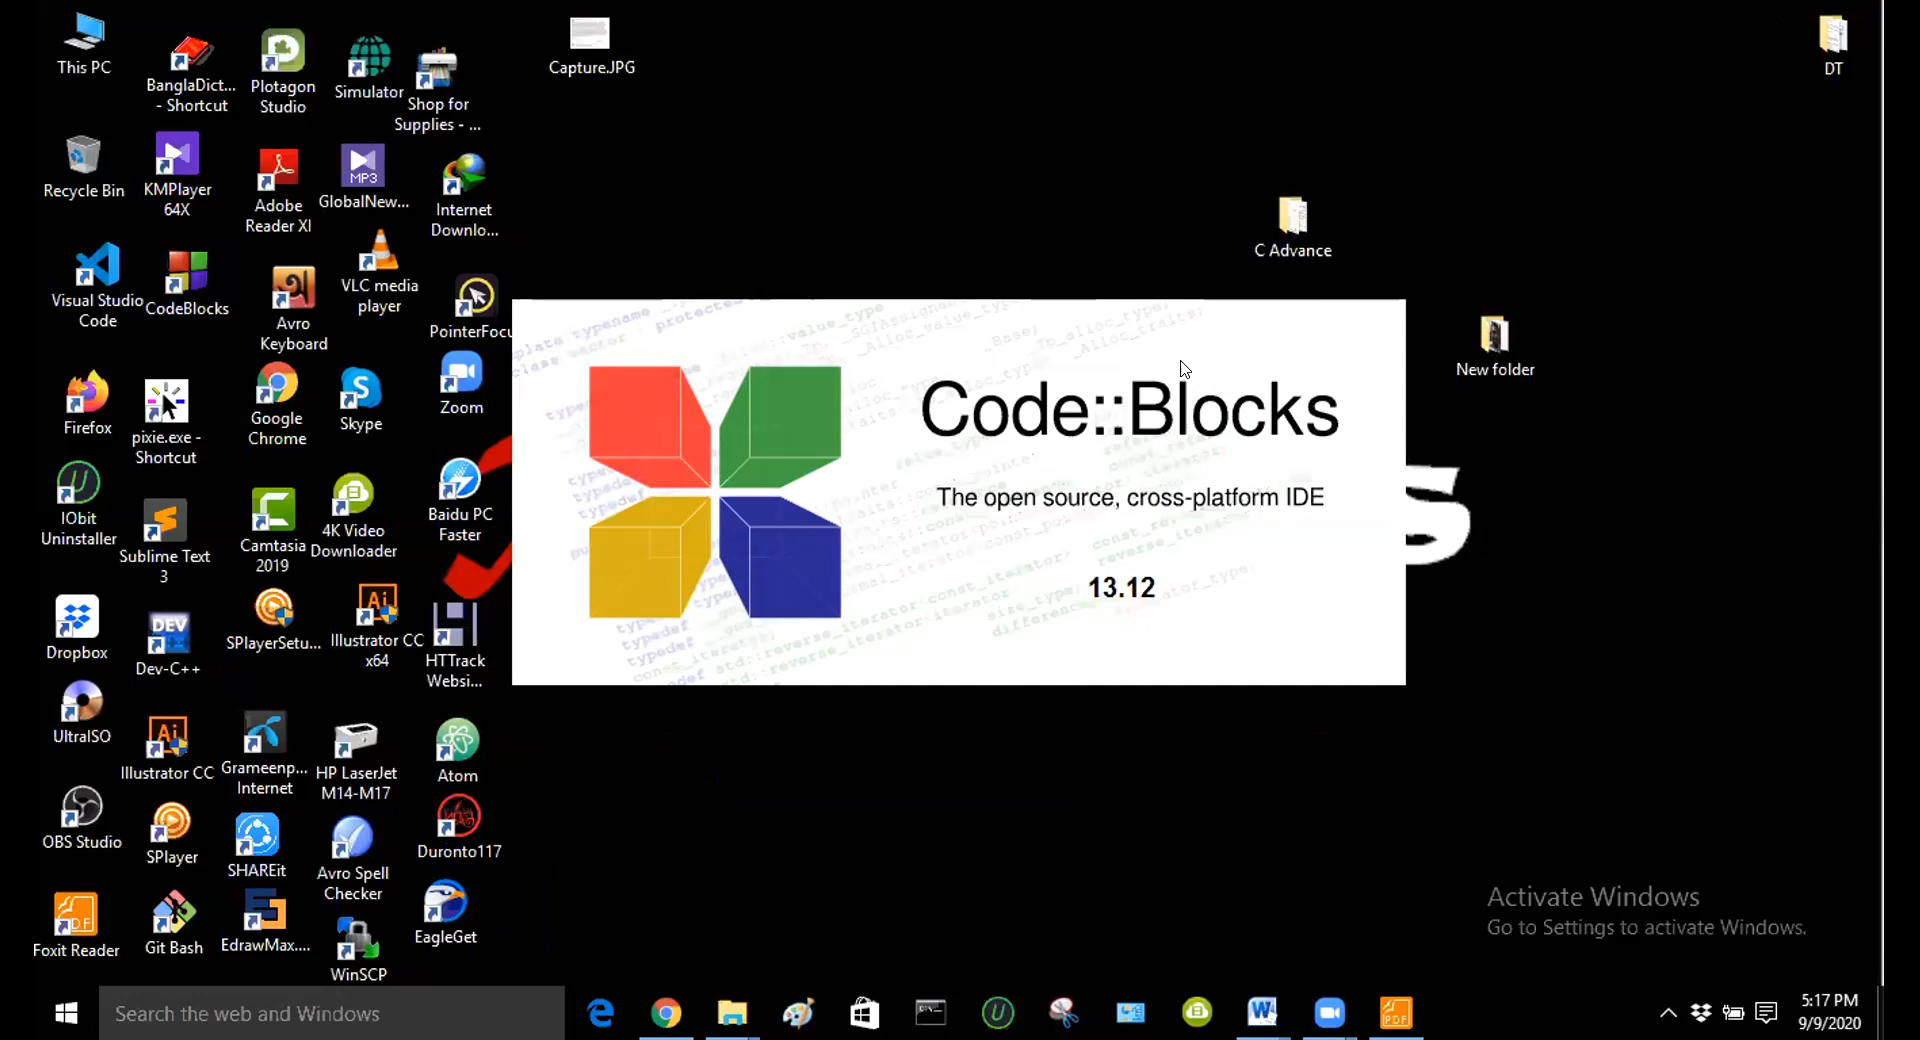 This PC
BanglaDict...
- Shortcut
Plotagon
Studio
Simulator
Shop for
Supplies - ...
Capture.JPG
DT
Recycle Bin
KMPlayer
64X
Adobe
Reader XI
MP3
GlobalNew...
Internet
Downlo...
C Advance
Visual Studio
Code
CodeBlocks
অ
Avro
Keyboard
VLC media
player
PointerFocu
New folder
Firefox
pixie.exe -
Shortcut
Google
Chrome
Skype
Zoom
Code::Blocks
The open source, cross-platform IDE
13.12
IObit
Uninstaller
Sublime Text
3
Camtasia
2019
4K Video
Downloader
Baidu PC
Faster
S
Dropbox
DEV
Dev-C++
SPlayerSetu...
Ai
Illustrator CC
x64
HTTrack
Websi...
UltraISO
Ai
Illustrator CC
Grameenp...
Internet
HP LaserJet
M14-M17
Atom
OBS Studio
SPlayer
SHAREit
Avro Spell
Checker
Duronto117
Foxit Reader
Git Bash
EdrawMax....
WinSCP
EagleGet
Activate Windows
Go to Settings to activate Windows.
Search the web and Windows
PDF
5:17 PM
9/9/2020